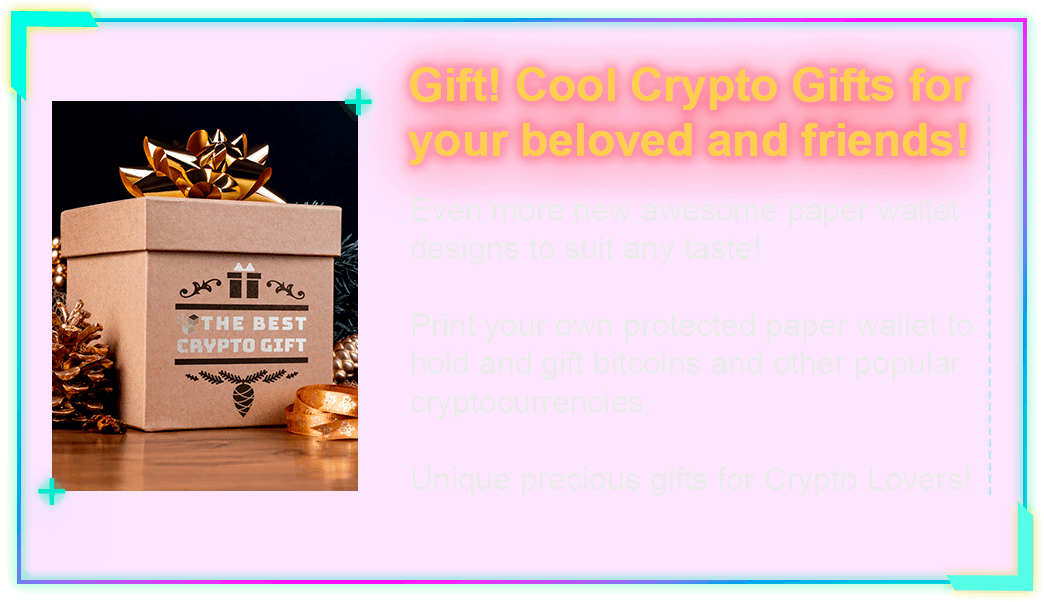 Gift! Cool Crypto Gifts for
your beloved and friends!
Even more new awesome paper wallet
designs to suit any taste!
Print your own protected paper wallet to
hold and gift bitcoins and other popular
cryptocurrencies.
Unique precious gifts for Crypto Lovers!
THE BEST
CRYPTO GIFT